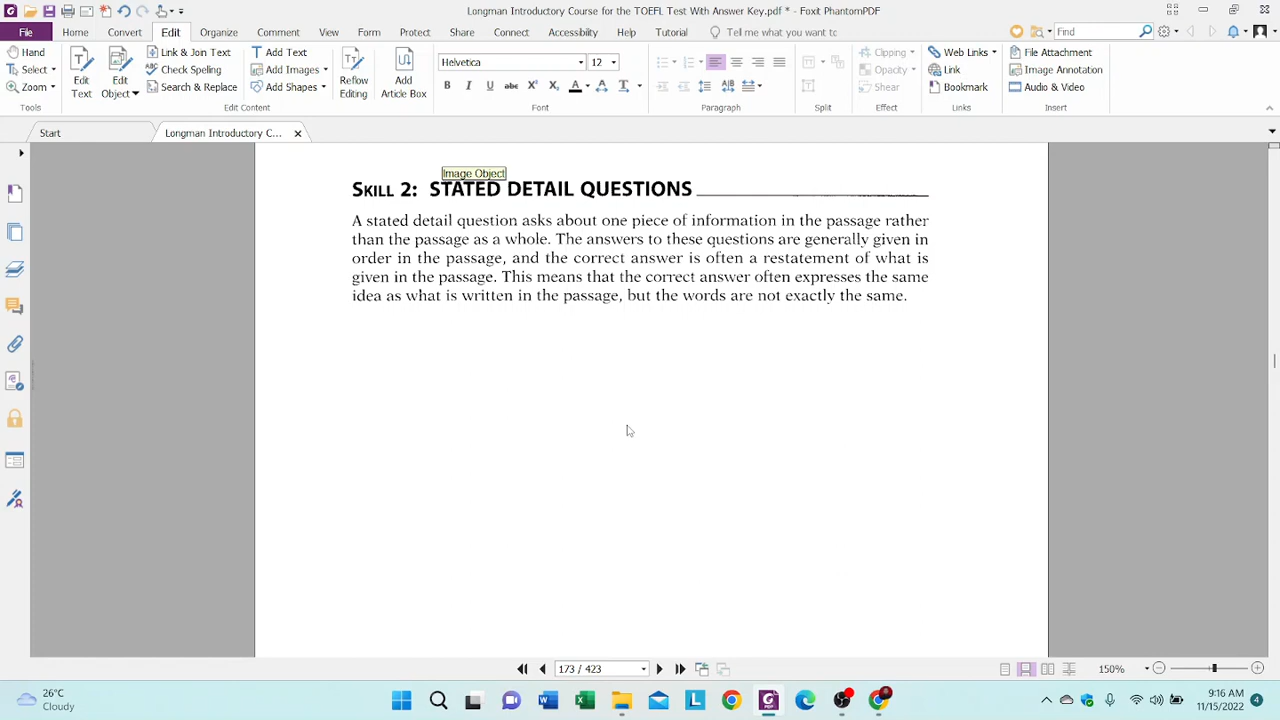 Longman Introductory Course for the TOEFL Test With Answer Key.pdf * - Foxit PhantomPDF
File Home Convert Edit Organize Comment View Form Protect Share Connect Accessibility Help Tutorial Tell me what you want to Find
Hand
Select
Zoom
Tools
Edit Text
Edit Object
Link & Join Text
Check Spelling
Search & Replace
Edit Content
Add Text
Add Images
Add Shapes
Reflow Editing
Add Article Box
Helvetica 12
Font
Paragraph
Split
Clipping
Opacity
Shear
Effect
Web Links
Link
Bookmark
Links
File Attachment
Image Annotation
Audio & Video
Insert
Start Longman Introductory C...
Image Object
SKILL 2: STATED DETAIL QUESTIONS
A stated detail question asks about one piece of information in the passage rather
than the passage as a whole. The answers to these questions are generally given in
order in the passage, and the correct answer is often a restatement of what is
given in the passage. This means that the correct answer often expresses the same
idea as what is written in the passage, but the words are not exactly the same.
173 / 423
150%
26°C
Cloudy
9:16 AM
11/15/2022
4